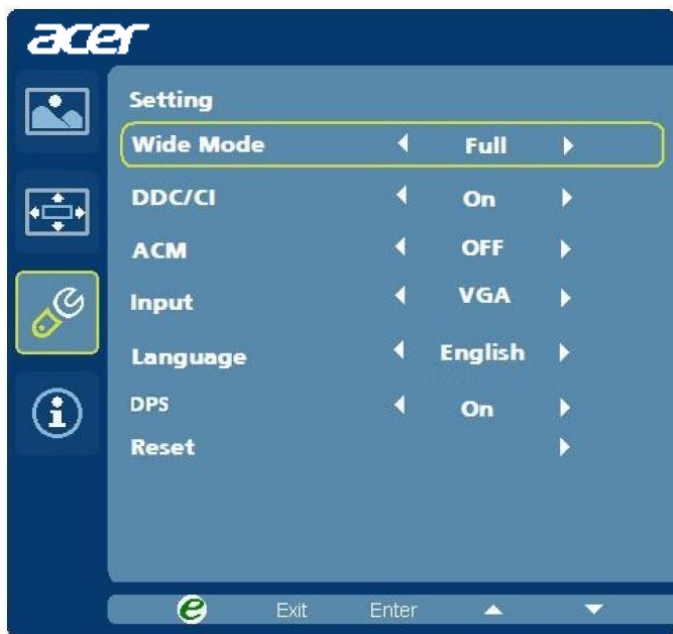 acer
Setting
Wide Mode Full
DDC/CI On
ACM OFF
Input VGA
Language English
DPS On
Reset
e Exit Enter